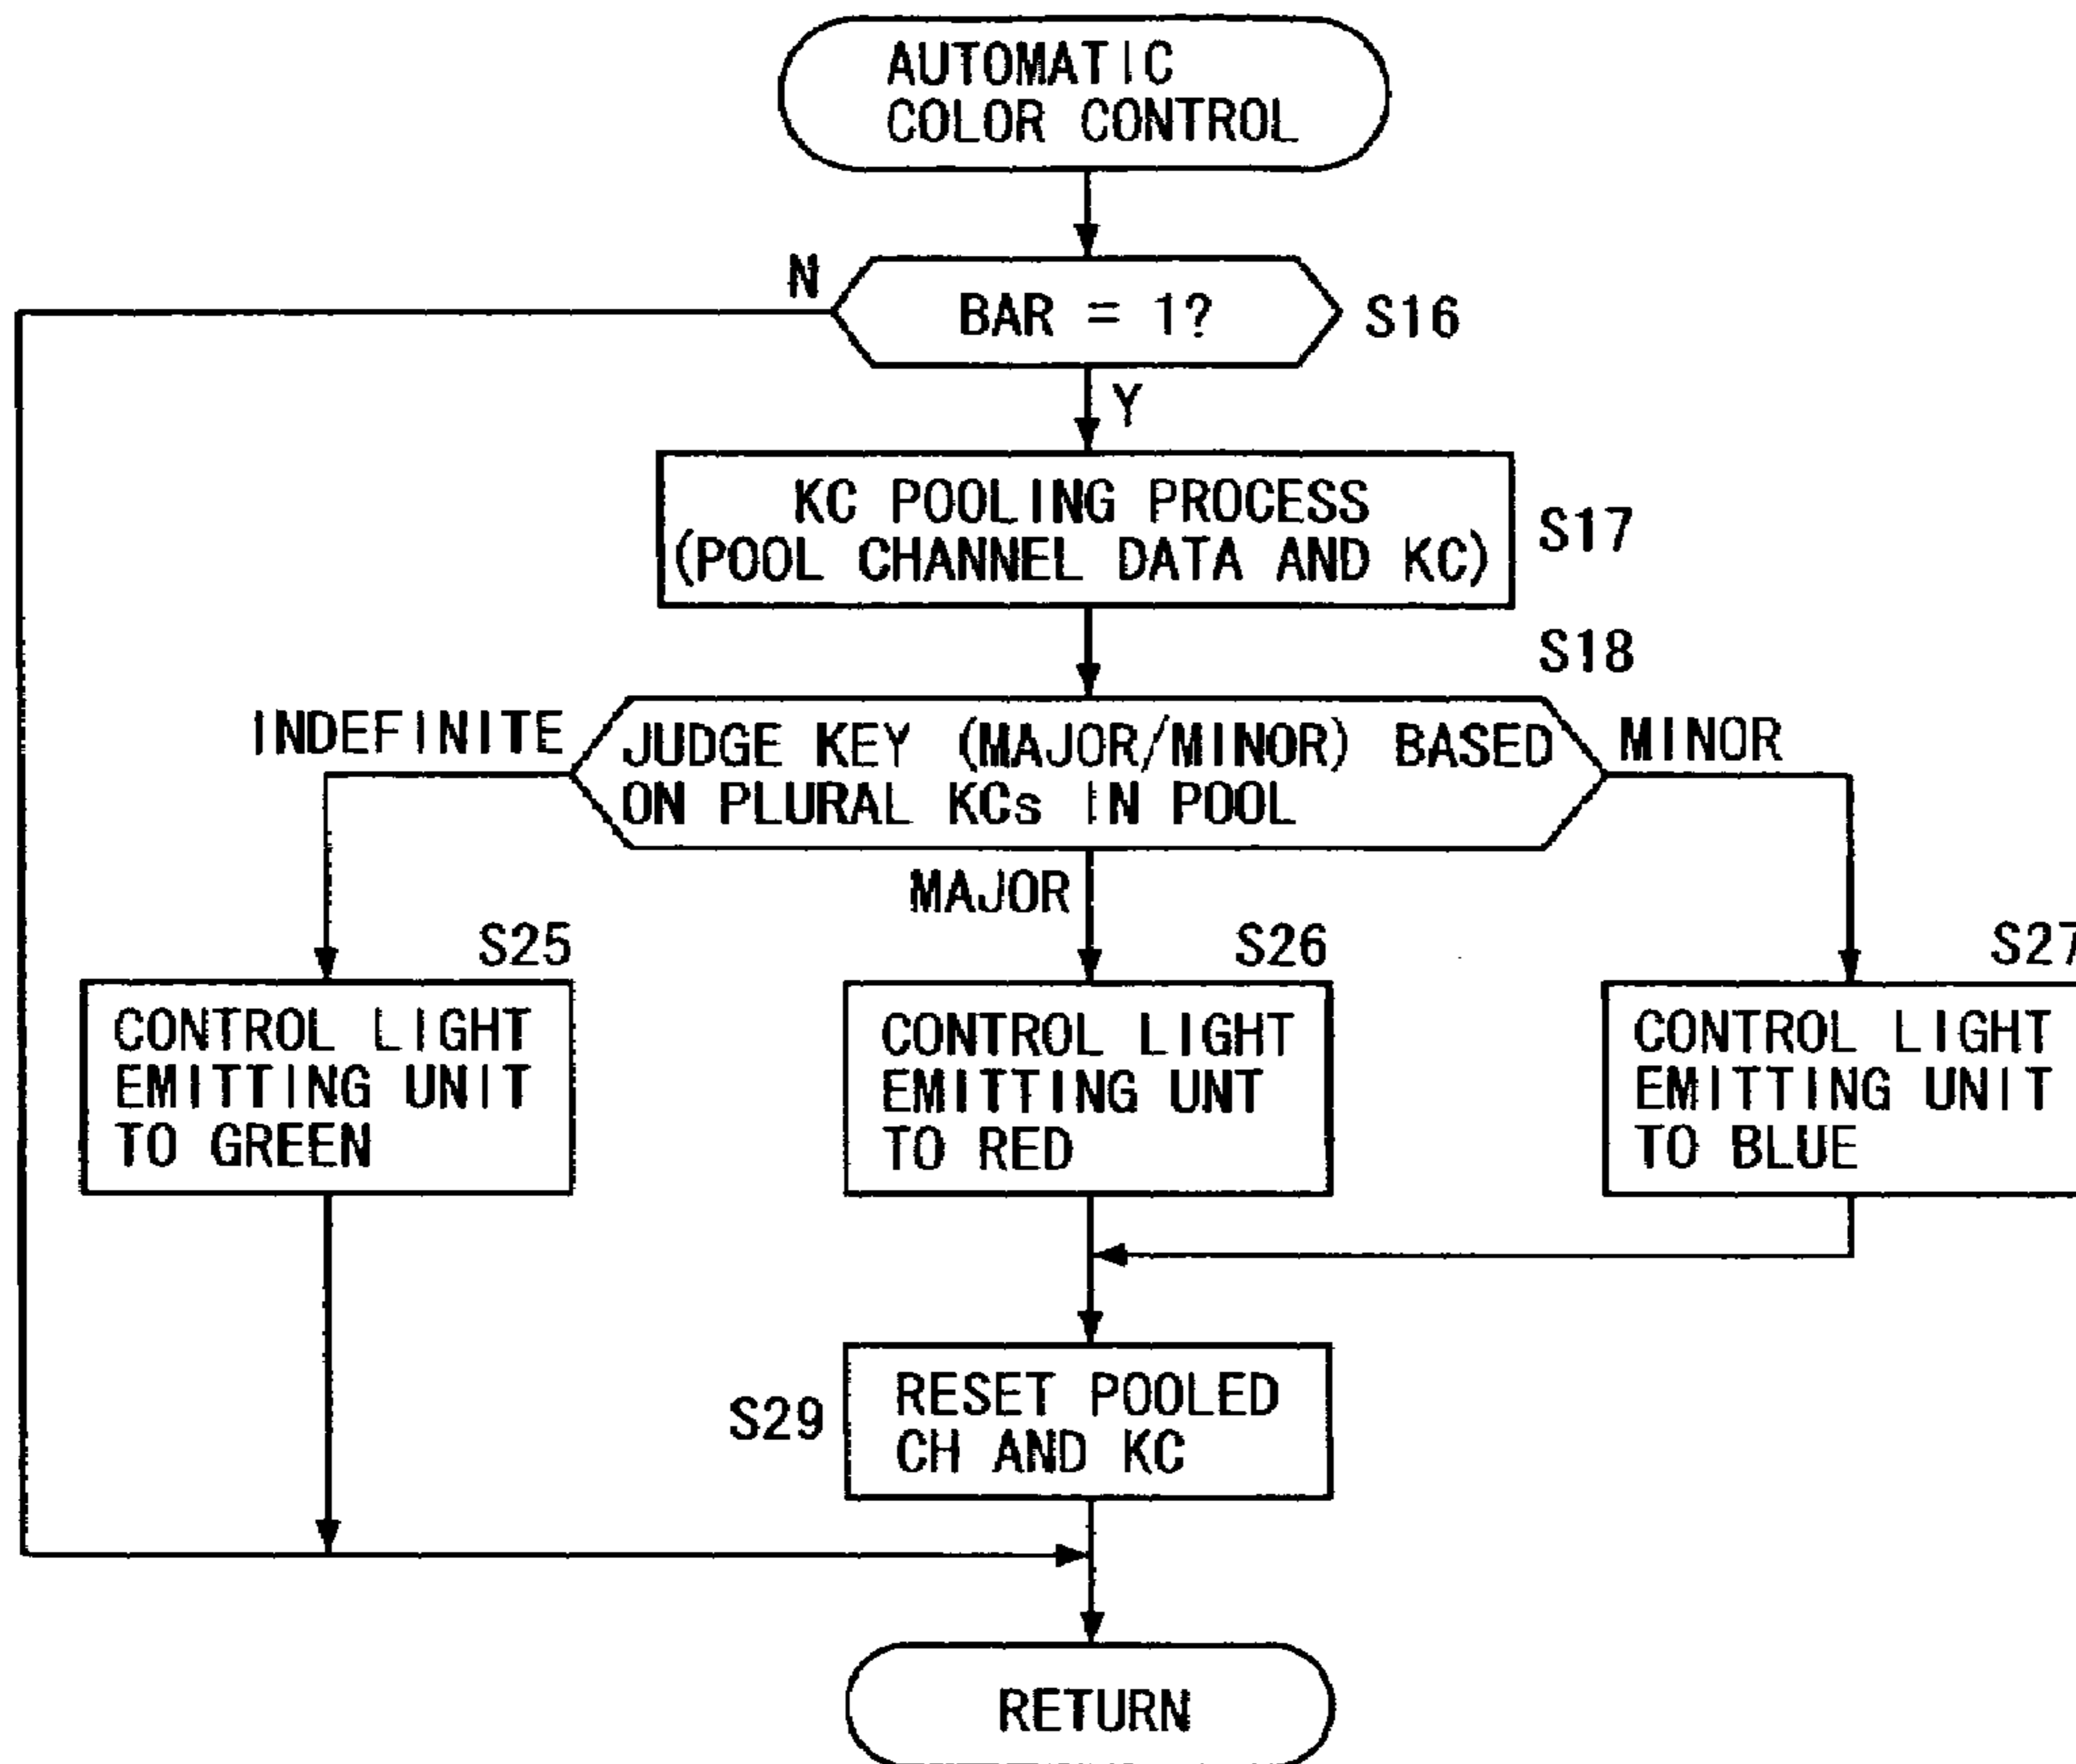 AUTOMATIC
COLOR CONTROL
N
BAR = 1?
S16
Y
KC POOLING PROCESS
(POOL CHANNEL DATA AND KC)
S17
S18
INDEFINITE
JUDGE KEY (MAJOR/MINOR) BASED
ON PLURAL KCs IN POOL
MINOR
MAJOR
S25
S26
S27
CONTROL LIGHT
EMITTING UNIT
TO GREEN
CONTROL LIGHT
EMITTING UNT
TO RED
CONTROL LIGHT
EMITTING UNIT
TO BLUE
S29
RESET POOLED
CH AND KC
RETURN